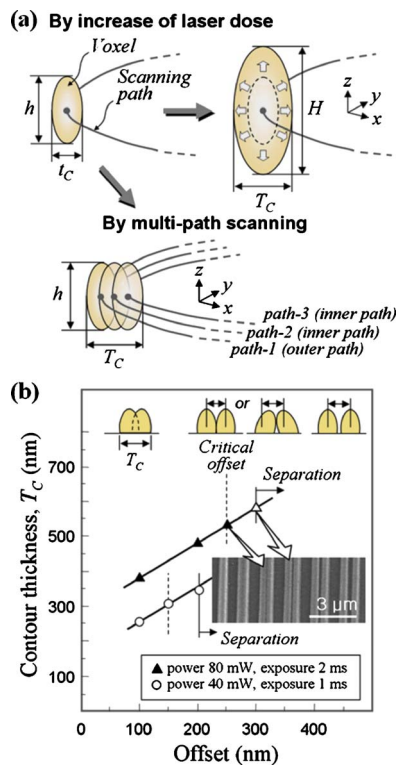 (a) By increase of laser dose
Voxel
Scanning
path
h
t_C
H
T_C
z
y
x
By multi-path scanning
h
T_C
z
y
x
path-3 (inner path)
path-2 (inner path)
path-1 (outer path)
(b)
or
T_C
Critical
offset
Separation
Contour thickness, T_C (nm)
700
500
300
100
3 μm
Separation
▲ power 80 mW, exposure 2 ms
○ power 40 mW, exposure 1 ms
0 100 200 300 400
Offset (nm)